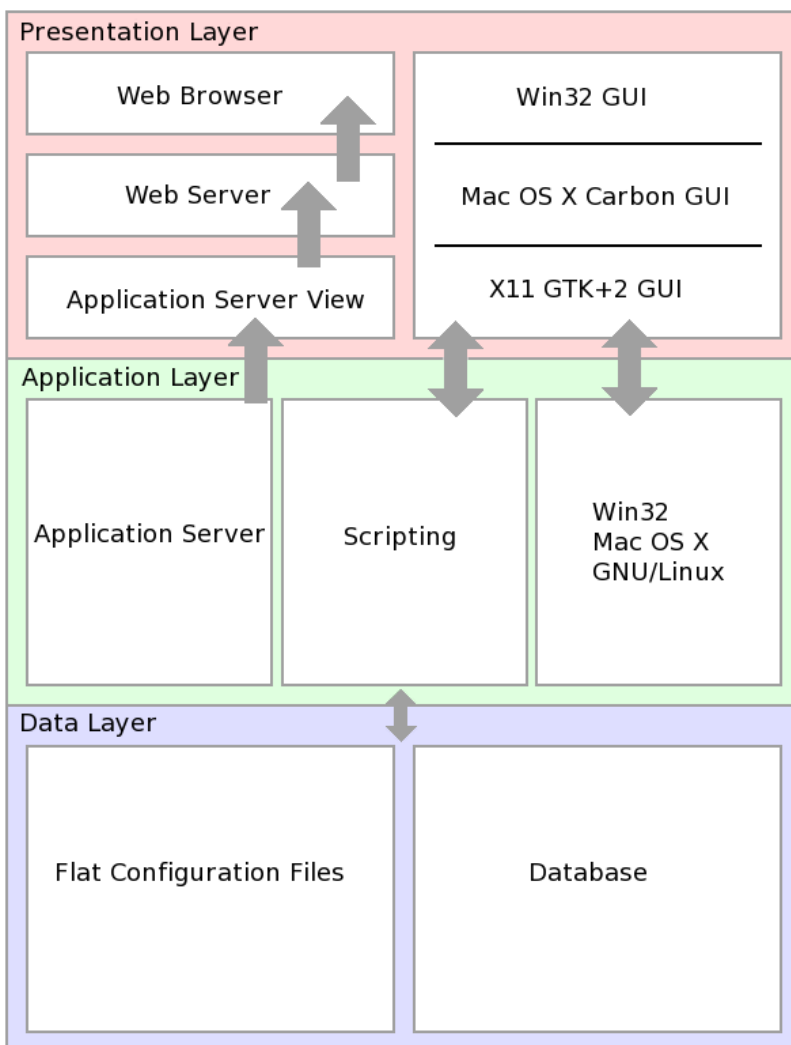 Presentation Layer
Web Browser
Web Server
Application Server View
Win32 GUI
Mac OS X Carbon GUI
X11 GTK+2 GUI
Application Layer
Application Server
Scripting
Win32
Mac OS X
GNU/Linux
Data Layer
Flat Configuration Files
Database